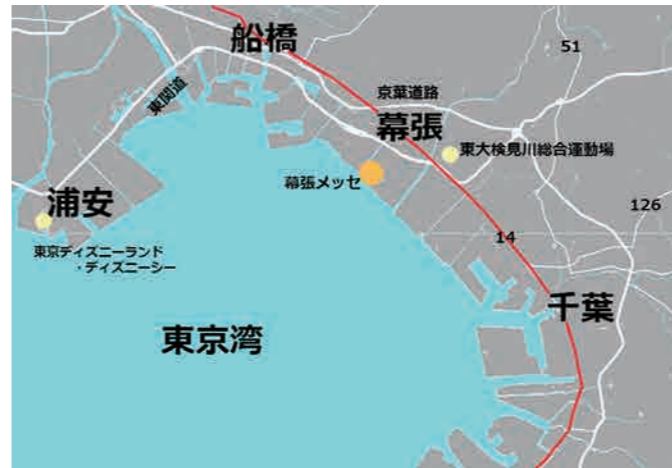 船橋
51
東関道
京葉道路
幕張
東大検見川総合運動場
幕張メッセ
浦安
126
東京ディズニーランド
・ディズニーシー
14
千葉
東京湾